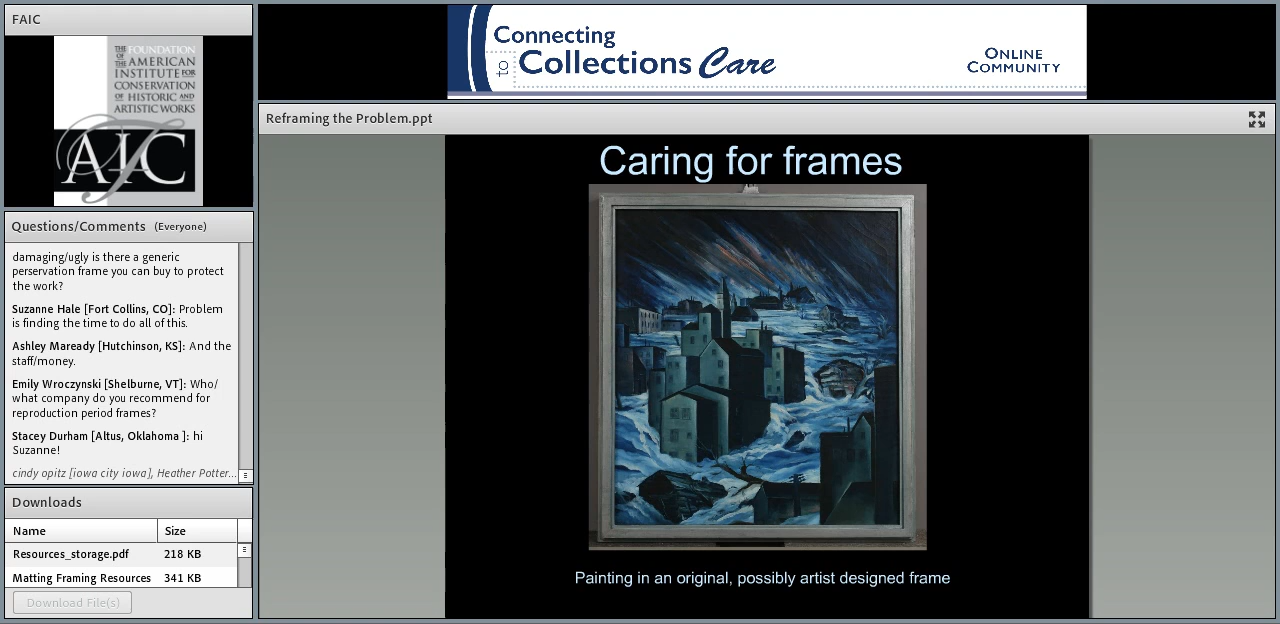 FAIC
THE FOUNDATION
OF THE AMERICAN
INSTITUTE FOR
CONSERVATION
OF HISTORIC AND
ARTISTIC WORKS
FAIC
Questions/Comments (Everyone)
damaging/ugly is there a generic
perservation frame you can buy to protect
the work?
Suzanne Hale [Fort Collins, CO]: Problem
is finding the time to do all of this.
Ashley Maready [Hutchinson, KS]: And the
staff/money.
Emily Wroczynski [Shelburne, VT]: Who/
what company do you recommend for
reproduction period frames?
Stacey Durham [Altus, Oklahoma ]: hi
Suzanne!
cindy opitz [iowa city iowa], Heather Potter...
Downloads
Name Size
Resources_storage.pdf 218 KB
Matting Framing Resources 341 KB
Download File(s)
Connecting
to Collections Care
ONLINE
COMMUNITY
Reframing the Problem.ppt
Caring for frames
Painting in an original, possibly artist designed frame